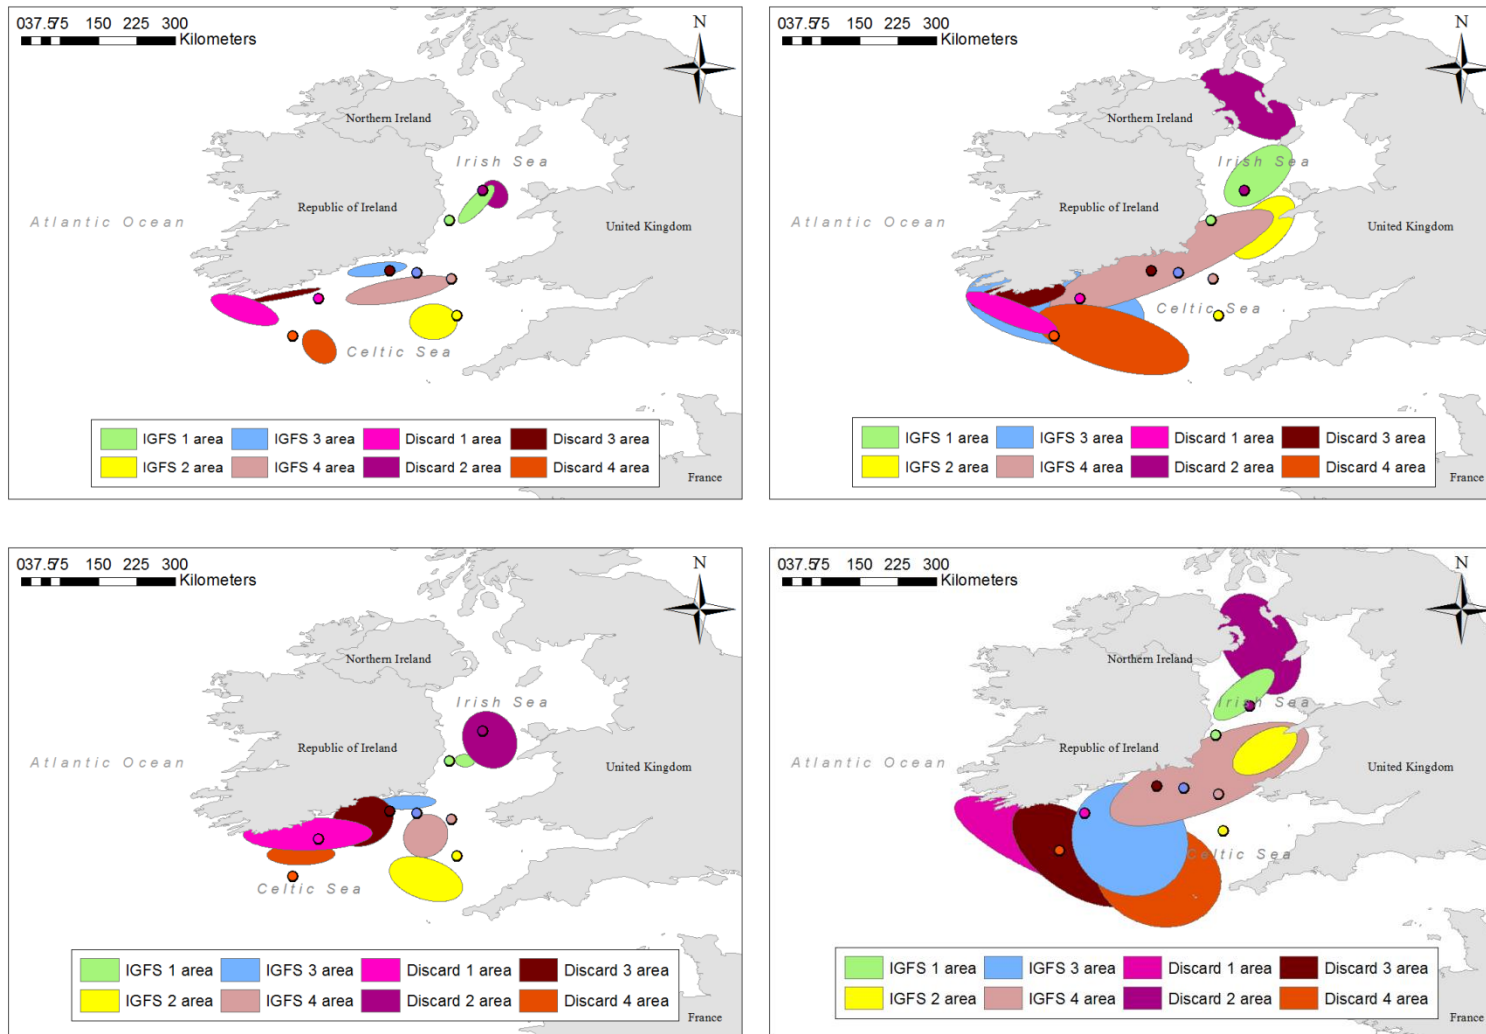 037.575 150 225 300
Kilometers
N
Northern Ireland
Irish Sea
Republic of Ireland
Atlantic Ocean
United Kingdom
Celtic Sea
IGFS 1 area IGFS 3 area Discard 1 area Discard 3 area
IGFS 2 area IGFS 4 area Discard 2 area Discard 4 area
France
037.575 150 225 300
Kilometers
N
Northern Ireland
Irish Sea
Republic of Ireland
Atlantic Ocean
United Kingdom
Celtic Sea
IGFS 1 area IGFS 3 area Discard 1 area Discard 3 area
IGFS 2 area IGFS 4 area Discard 2 area Discard 4 area
France
037.575 150 225 300
Kilometers
N
Northern Ireland
Irish Sea
Republic of Ireland
Atlantic Ocean
United Kingdom
Celtic Sea
IGFS 1 area IGFS 3 area Discard 1 area Discard 3 area
IGFS 2 area IGFS 4 area Discard 2 area Discard 4 area
France
037.575 150 225 300
Kilometers
N
Northern Ireland
Irish Sea
Republic of Ireland
Atlantic Ocean
United Kingdom
Celtic Sea
IGFS 1 area IGFS 3 area Discard 1 area Discard 3 area
IGFS 2 area IGFS 4 area Discard 2 area Discard 4 area
France